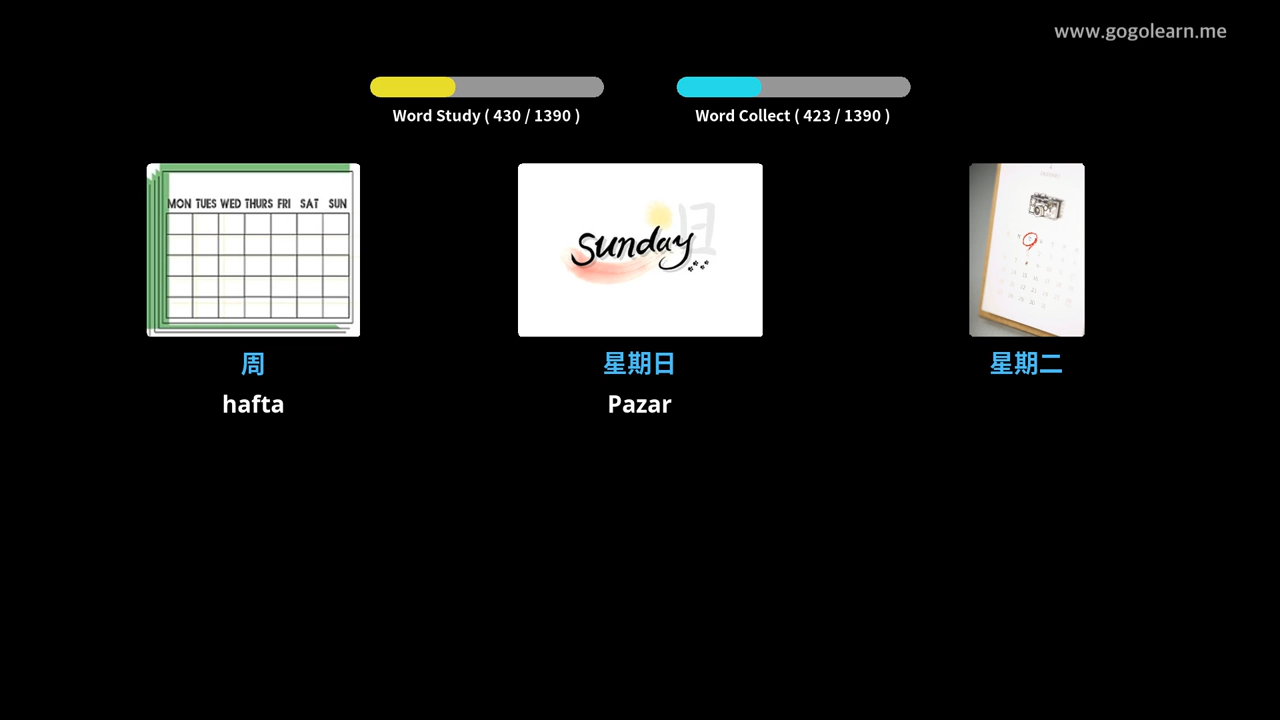 www.gogolearn.me
Word Study ( 430 / 1390 )
Word Collect ( 423 / 1390 )
MON TUES WED THURS FRI SAT SUN
Sunday
周
星期日
星期二
hafta
Pazar